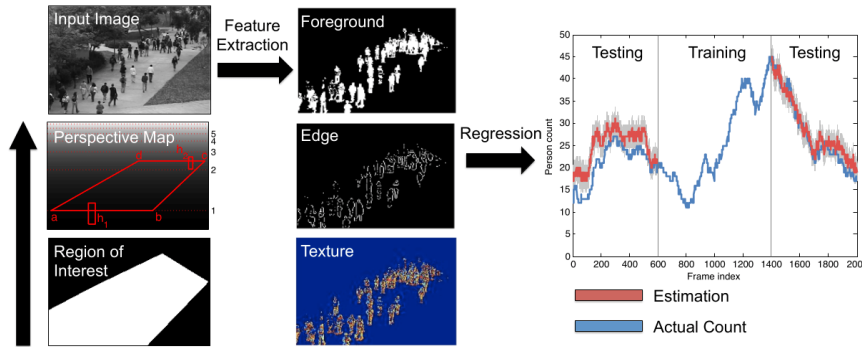 Input Image
Feature
Extraction
Foreground
Perspective Map
5
4
3
2
1
d
h
a
h1
b
Edge
Regression
Region of
Interest
Texture
Testing
Training
Testing
Person count
50
45
40
35
30
25
20
15
10
5
0
0 200 400 600 800 1000 1200 1400 1600 1800 2000
Frame index
Estimation
Actual Count